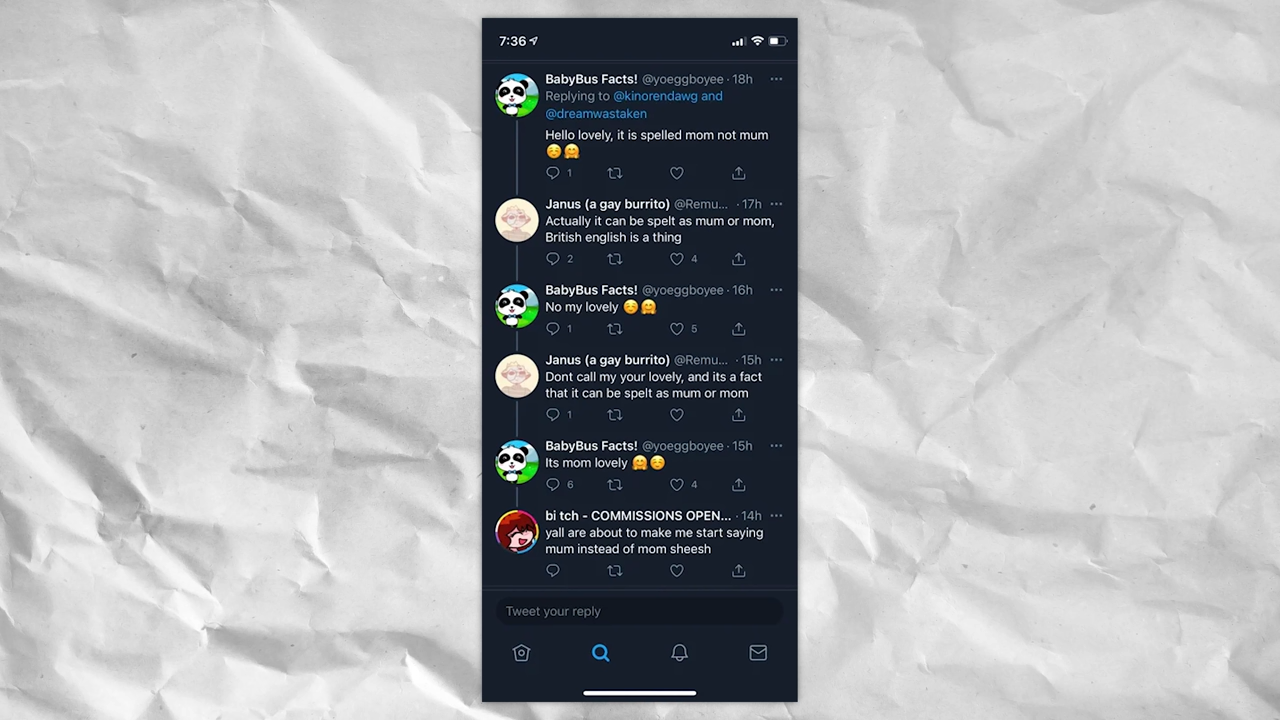 7:36
BabyBus Facts! @yoeggboyee · 18h
Replying to @kinorendawg and
@dreamwastaken
Hello lovely, it is spelled mom not mum
☺️🤗
1
Janus (a gay burrito) @Remu... · 17h
Actually it can be spelt as mum or mom,
British english is a thing
2 4
BabyBus Facts! @yoeggboyee · 16h
No my lovely ☺️🤗
1 5
Janus (a gay burrito) @Remu... · 15h
Dont call my your lovely, and its a fact
that it can be spelt as mum or mom
1
BabyBus Facts! @yoeggboyee · 15h
Its mom lovely 🤗☺️
6 4
bi tch - COMMISSIONS OPEN... · 14h
yall are about to make me start saying
mum instead of mom sheesh
Tweet your reply